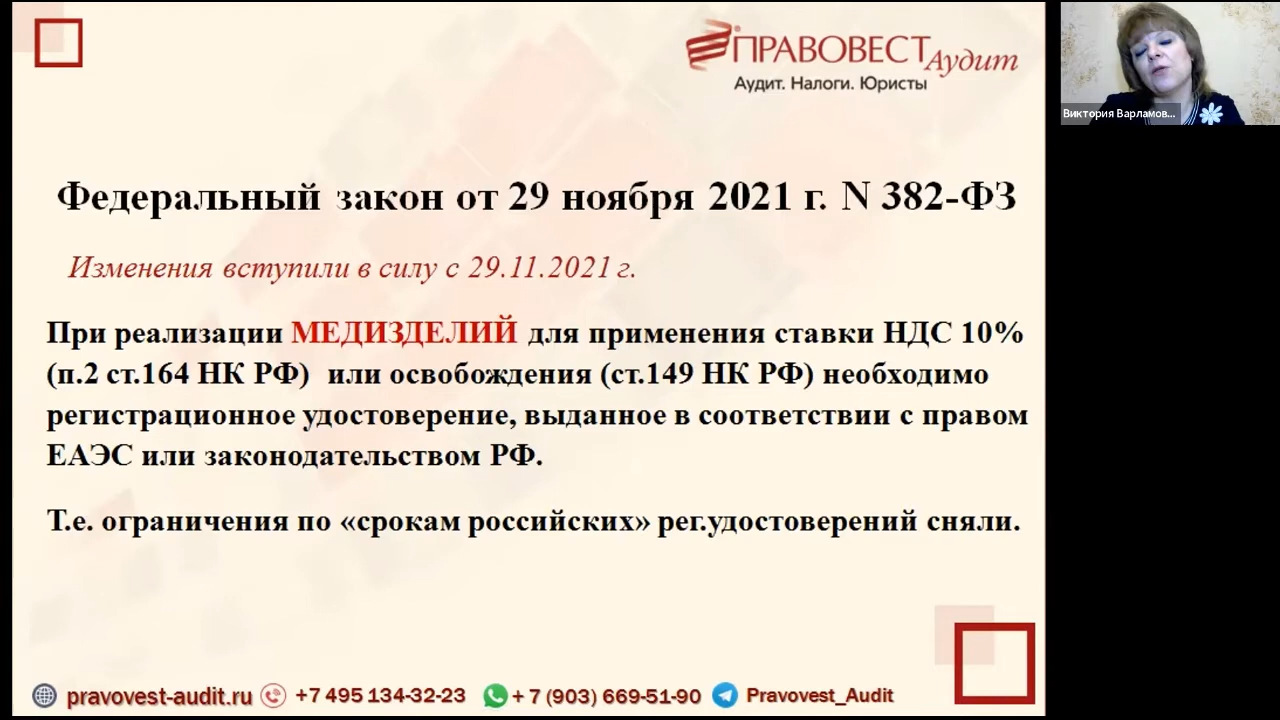 ПРАВОВЕСТ Аудит
Аудит. Налоги. Юристы
Виктория Варламов...
Федеральный закон от 29 ноября 2021 г. N 382-ФЗ
Изменения вступили в силу с 29.11.2021 г.
При реализации МЕДИЗДЕЛИЙ для применения ставки НДС 10%
(п.2 ст.164 НК РФ) или освобождения (ст.149 НК РФ) необходимо
регистрационное удостоверение, выданное в соответствии с правом
ЕАЭС или законодательством РФ.
Т.е. ограничения по «срокам российских» рег.удостоверений сняли.
pravovest-audit.ru +7 495 134-32-23 + 7 (903) 669-51-90 Pravovest_Audit